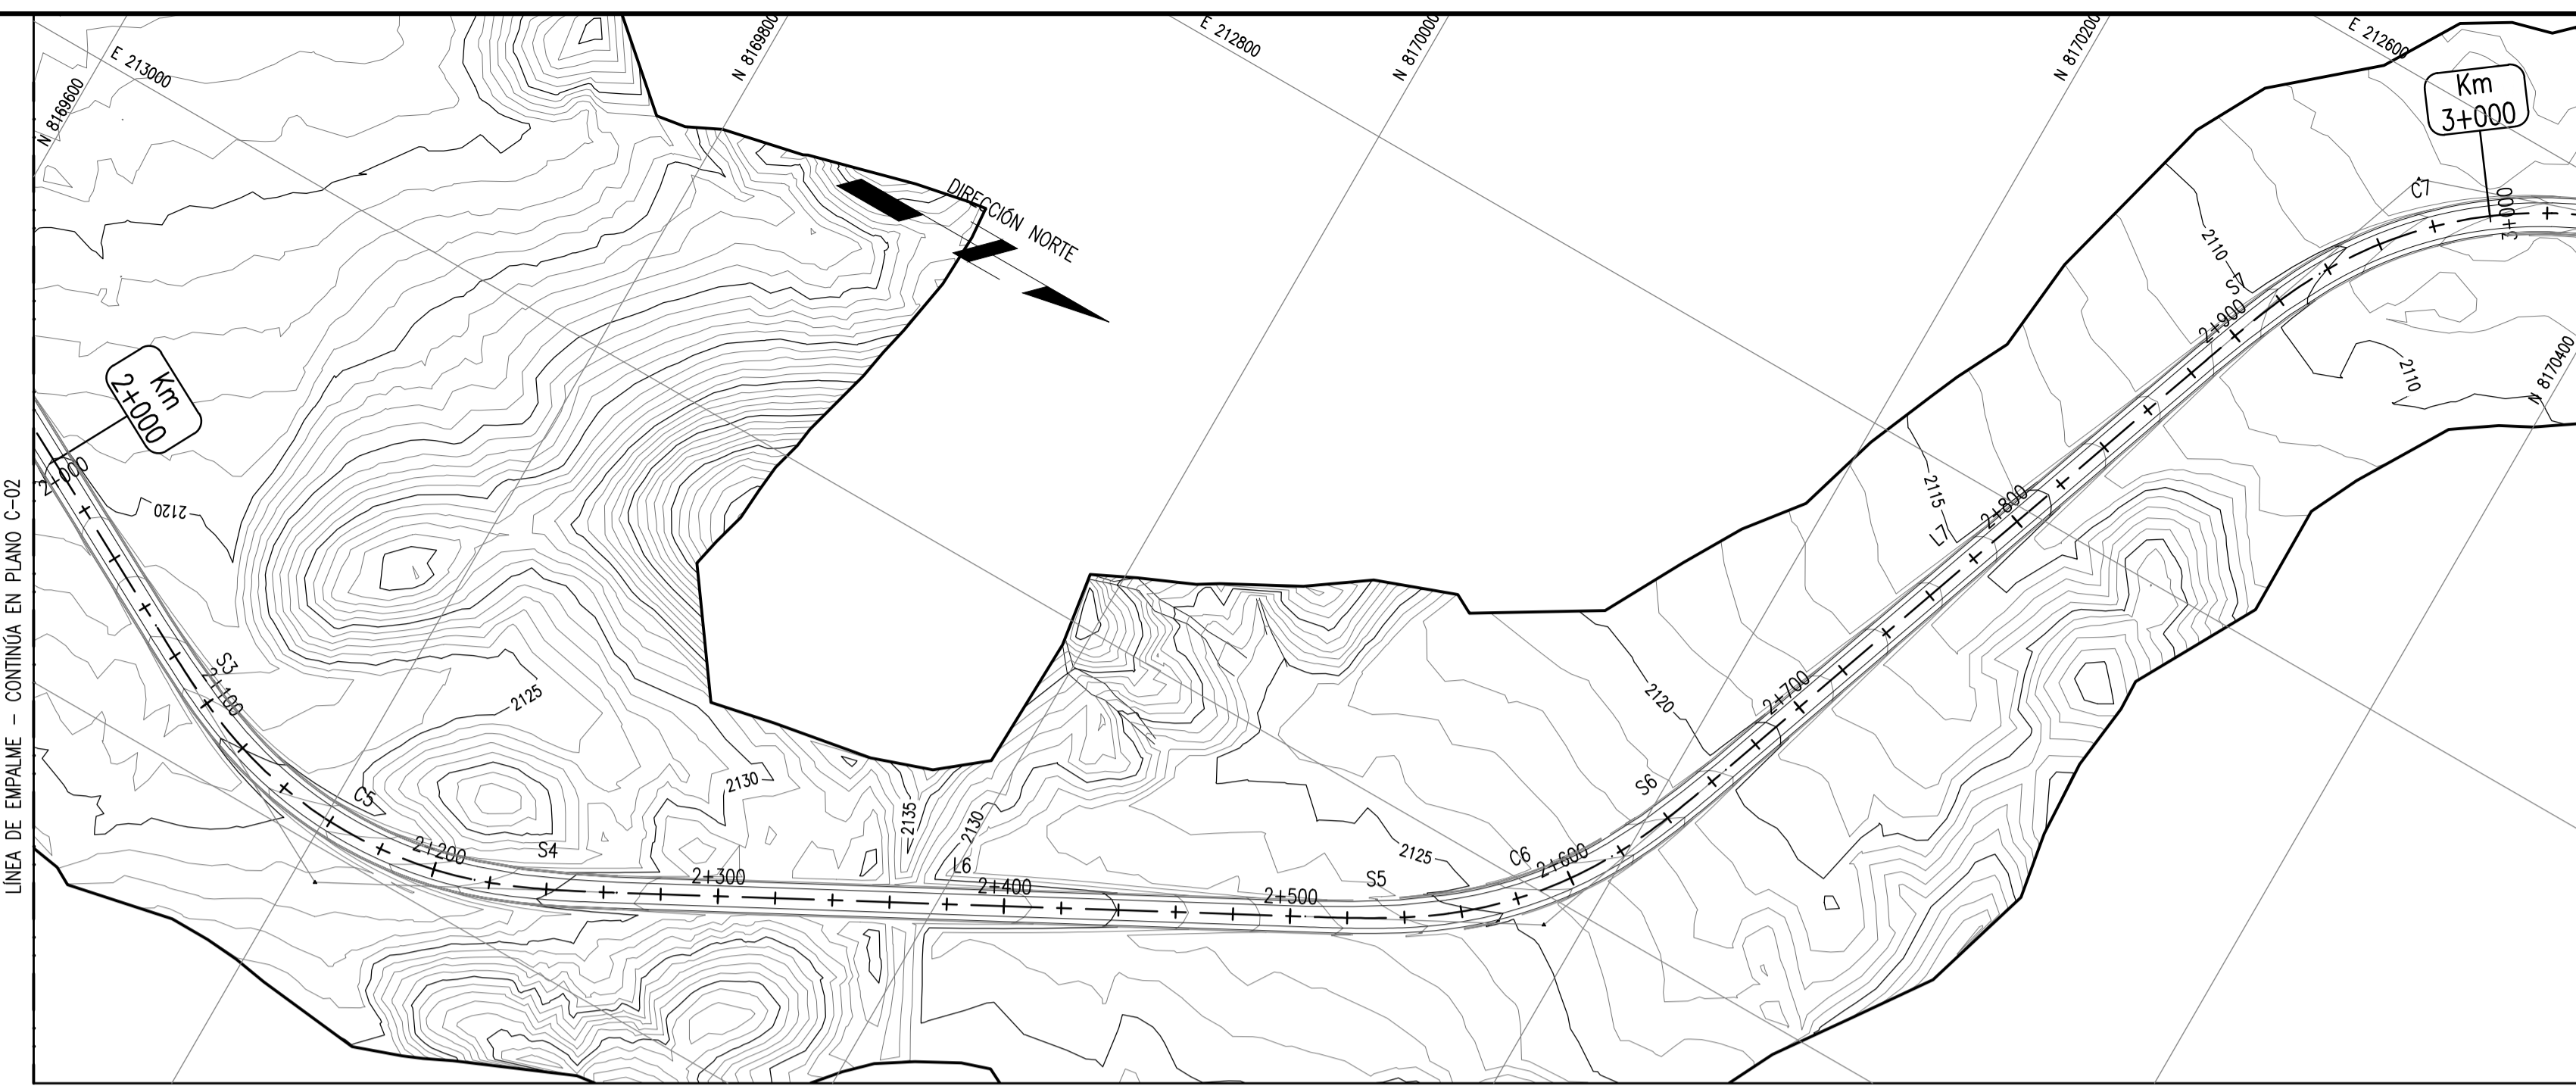 E 213000
N 8169600
N 8169800
E 212800
N 8170000
N 8170200
E 212600
N 8170400
Km
3+000
3+000
C7
DIRECCIÓN NORTE
2110
S7
2+900
2110
Km
2+000
2+000
2120
LÍNEA DE EMPALME - CONTINÚA EN PLANO C-02
2115
L7
2+800
S3
2+100
2125
2120
2+700
C5
2130
2135
2130
S6
2+200
S4
2+300
L6
2+400
2+500
S5
2125
C6
2+600